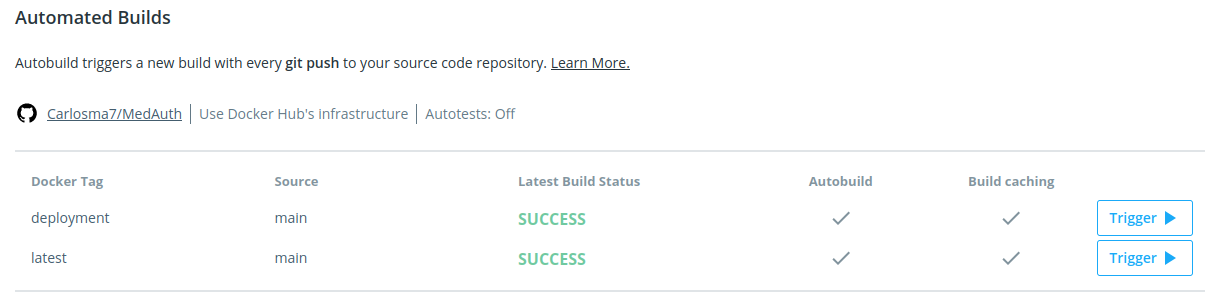 Automated Builds
Autobuild triggers a new build with every git push to your source code repository. Learn More.
Carlosma7/MedAuth | Use Docker Hub's infrastructure | Autotests: Off
Docker Tag Source Latest Build Status Autobuild Build caching
deployment main SUCCESS Trigger
latest main SUCCESS Trigger